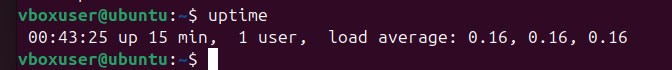 vboxuser@ubuntu:~$ uptime
 00:43:25 up 15 min,  1 user,  load average: 0.16, 0.16, 0.16
vboxuser@ubuntu:~$